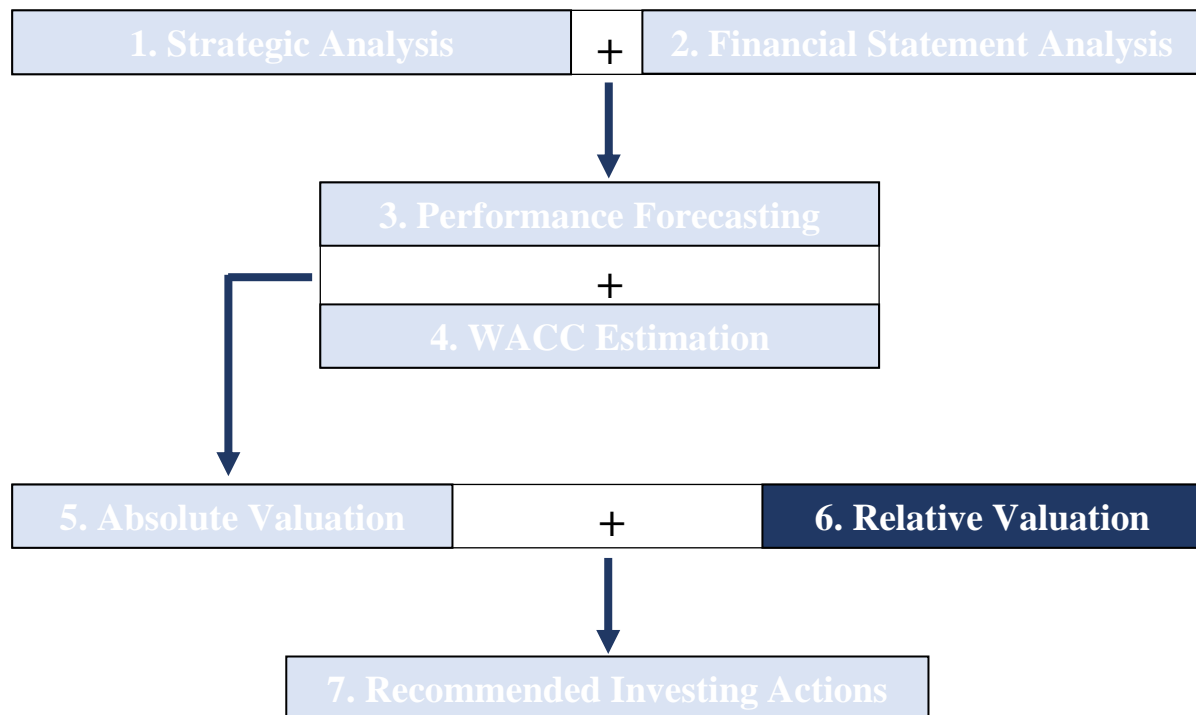 1. Strategic Analysis + 2. Financial Statement Analysis
3. Performance Forecasting
+
4. WACC Estimation
5. Absolute Valuation + 6. Relative Valuation
7. Recommended Investing Actions